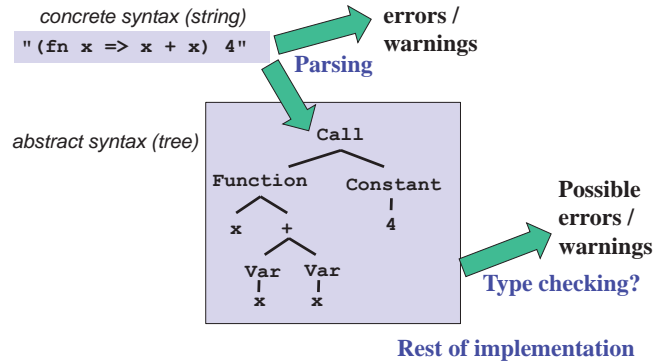 concrete syntax (string)
"(fn x => x + x) 4"
errors /
warnings
Parsing
abstract syntax (tree)
Call
Function Constant
x + 4
Var Var
x x
Possible
errors /
warnings
Type checking?
Rest of implementation